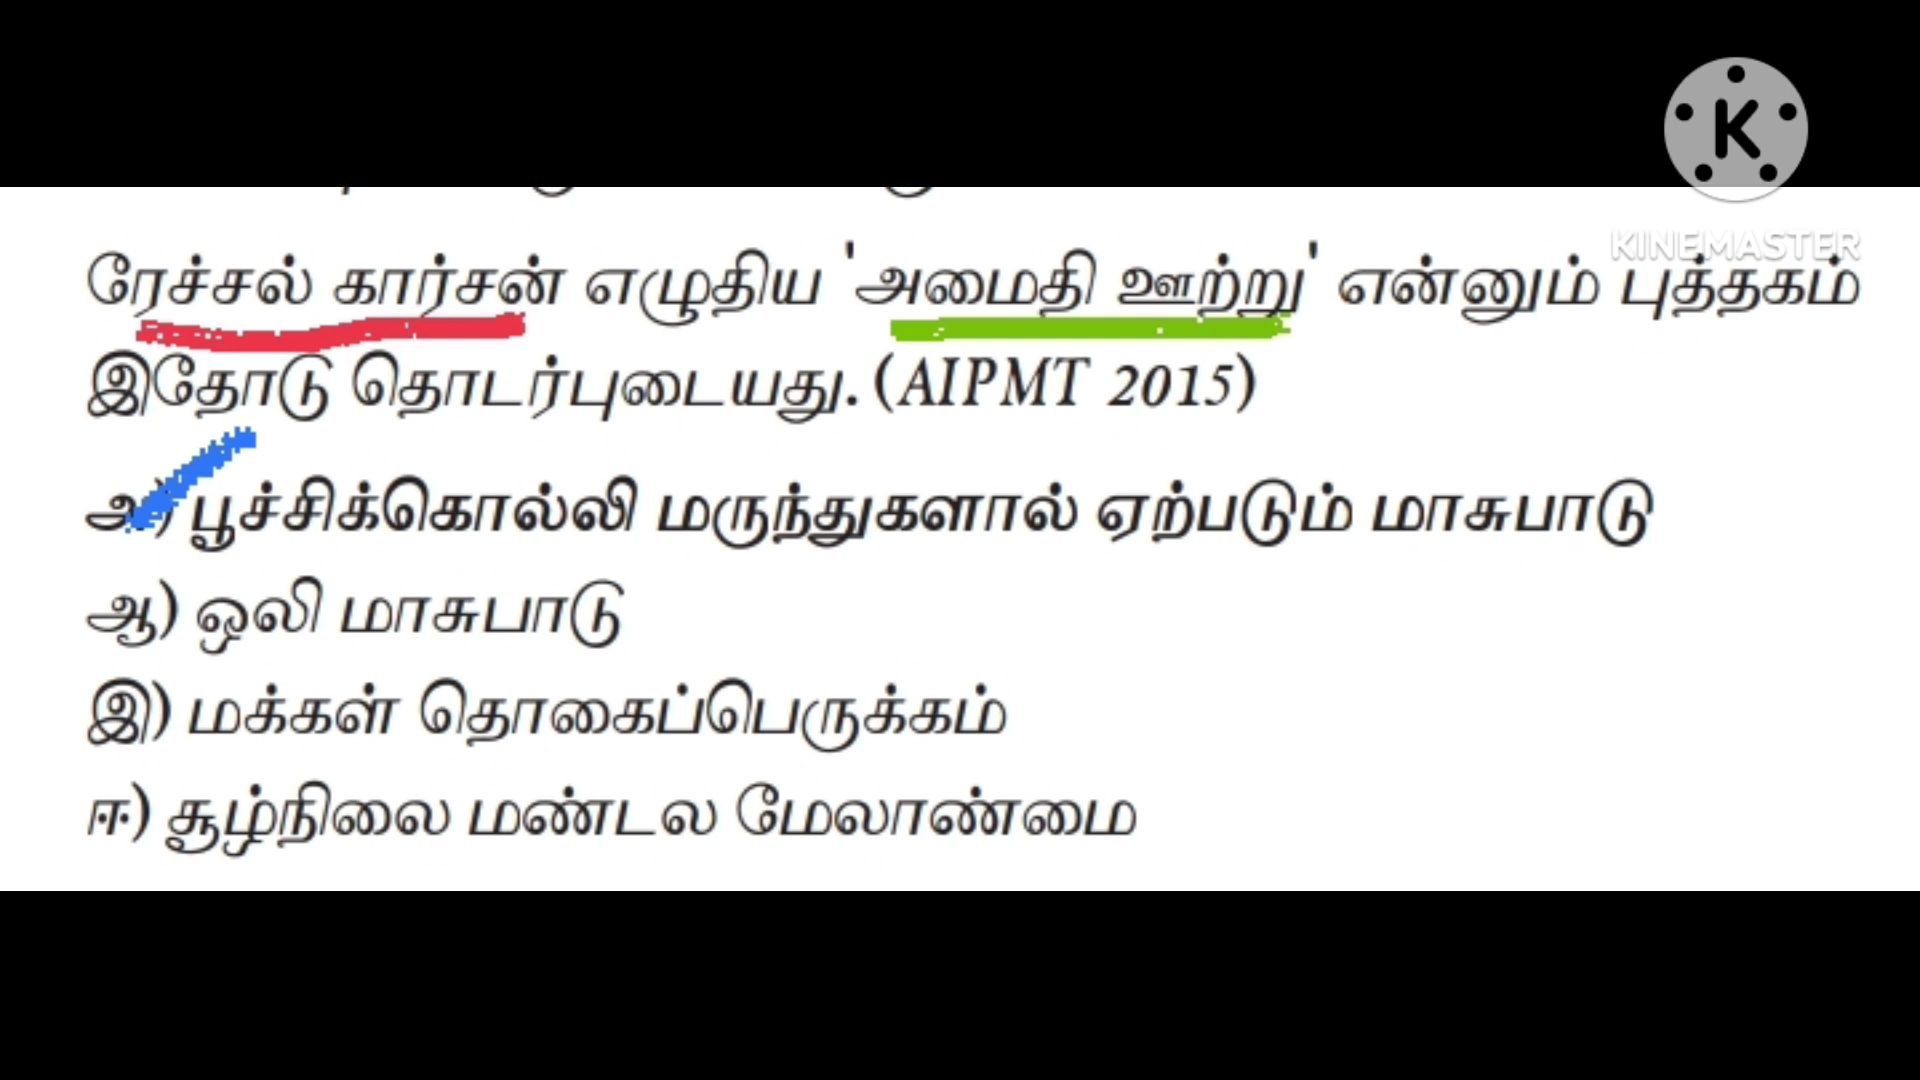 KINEMASTER
ரேச்சல் கார்சன் எழுதிய 'அமைதி ஊற்று' என்னும் புத்தகம்
இதோடு தொடர்புடையது. (AIPMT 2015)
அ) பூச்சிக்கொல்லி மருந்துகளால் ஏற்படும் மாசுபாடு
ஆ) ஒலி மாசுபாடு
இ) மக்கள் தொகைப்பெருக்கம்
ஈ) சூழ்நிலை மண்டல மேலாண்மை